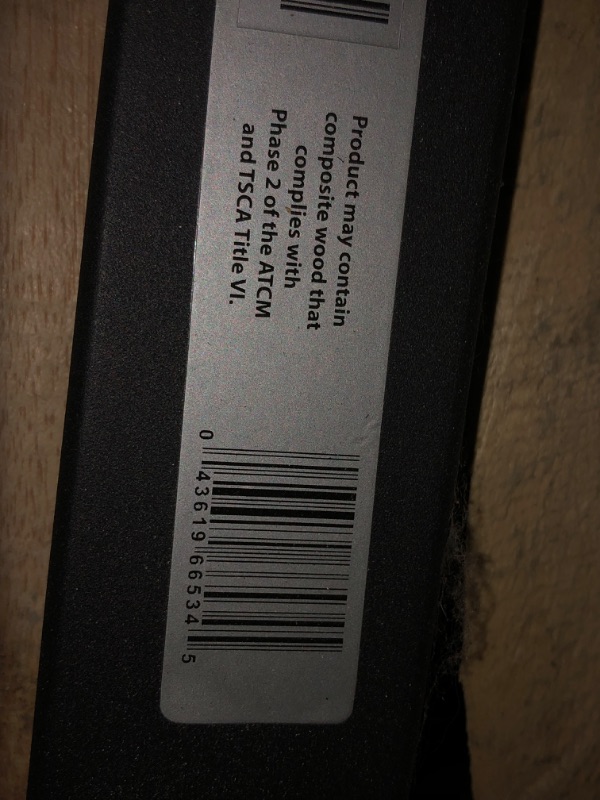 Product may contain
composite wood that
complies with
Phase 2 of the ATCM
and TSCA Title VI.
0 43619 66534 5